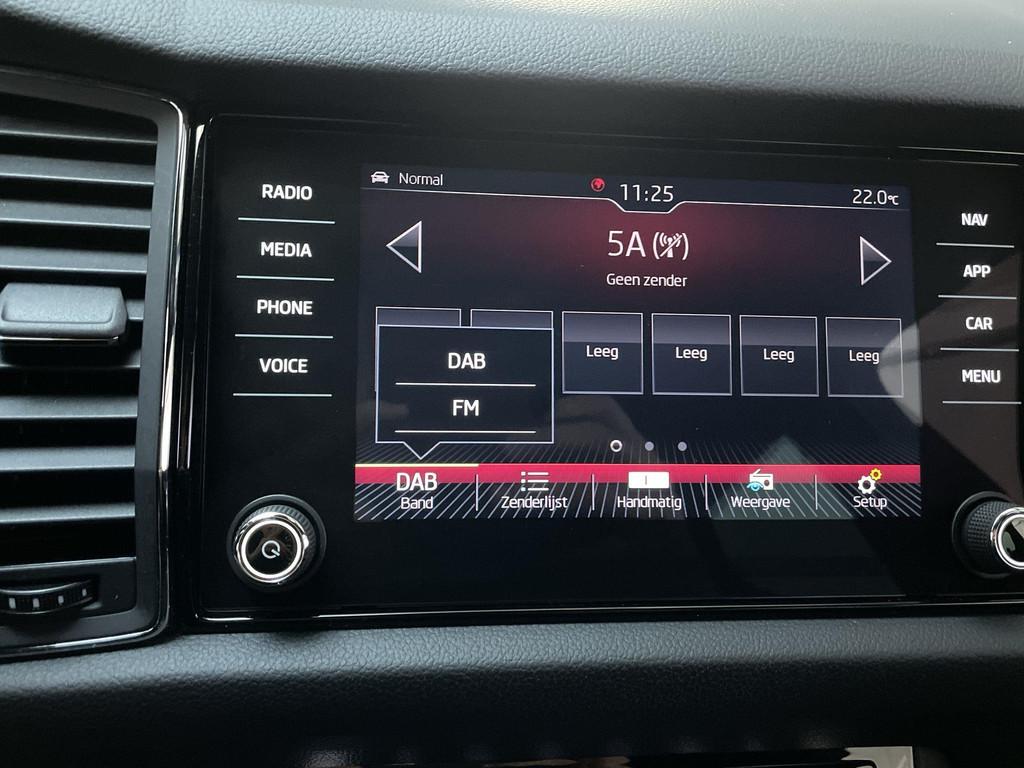 RADIO
MEDIA
PHONE
VOICE
Normal
11:25
22.0°C
5A
Geen zender
DAB
FM
Leeg
Leeg
Leeg
Leeg
DAB
Band
Zenderlijst
Handmatig
Weergave
Setup
NAV
APP
CAR
MENU